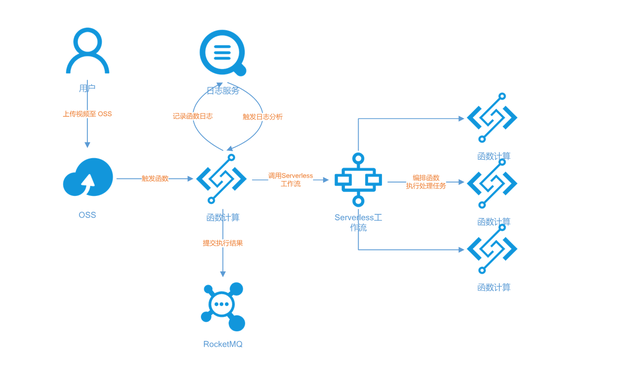 用户
日志服务
上传视频至 OSS
记录函数日志
触发日志分析
函数计算
触发函数
调用Serverless
工作流
编排函数
执行处理任务
OSS
函数计算
Serverless工
作流
函数计算
提交执行结果
函数计算
RocketMQ